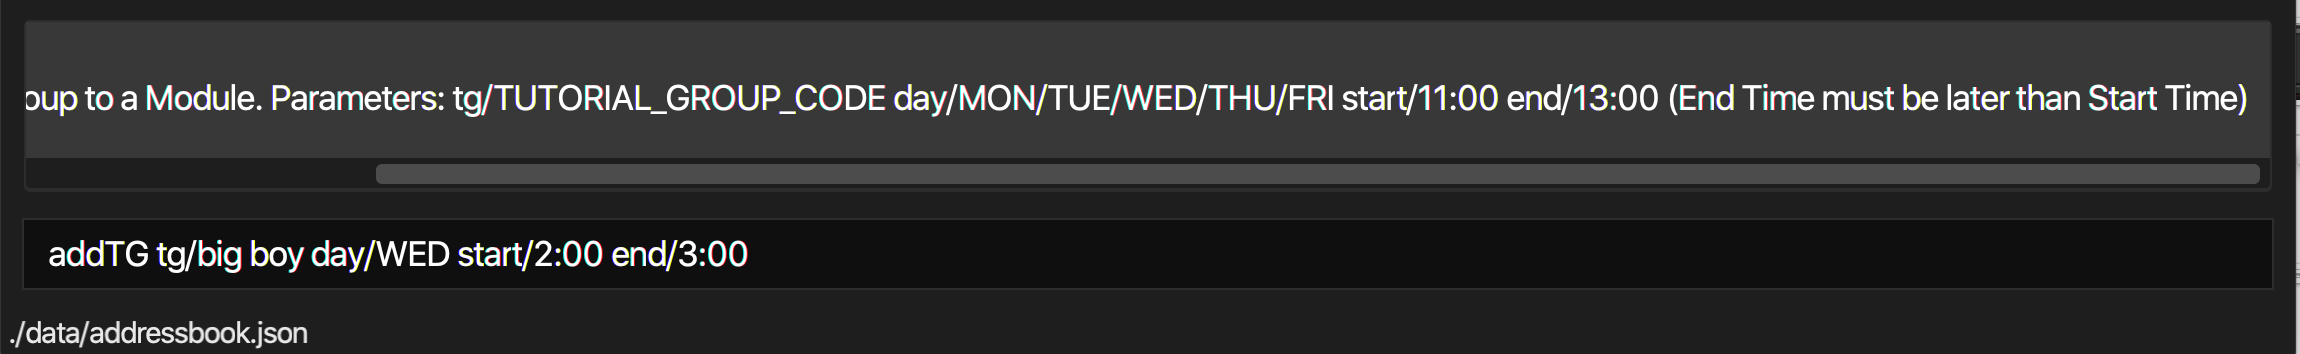 oup to a Module. Parameters: tg/TUTORIAL_GROUP_CODE day/MON/TUE/WED/THU/FRI start/11:00 end/13:00 (End Time must be later than Start Time)
addTG tg/big boy day/WED start/2:00 end/3:00
./data/addressbook.json